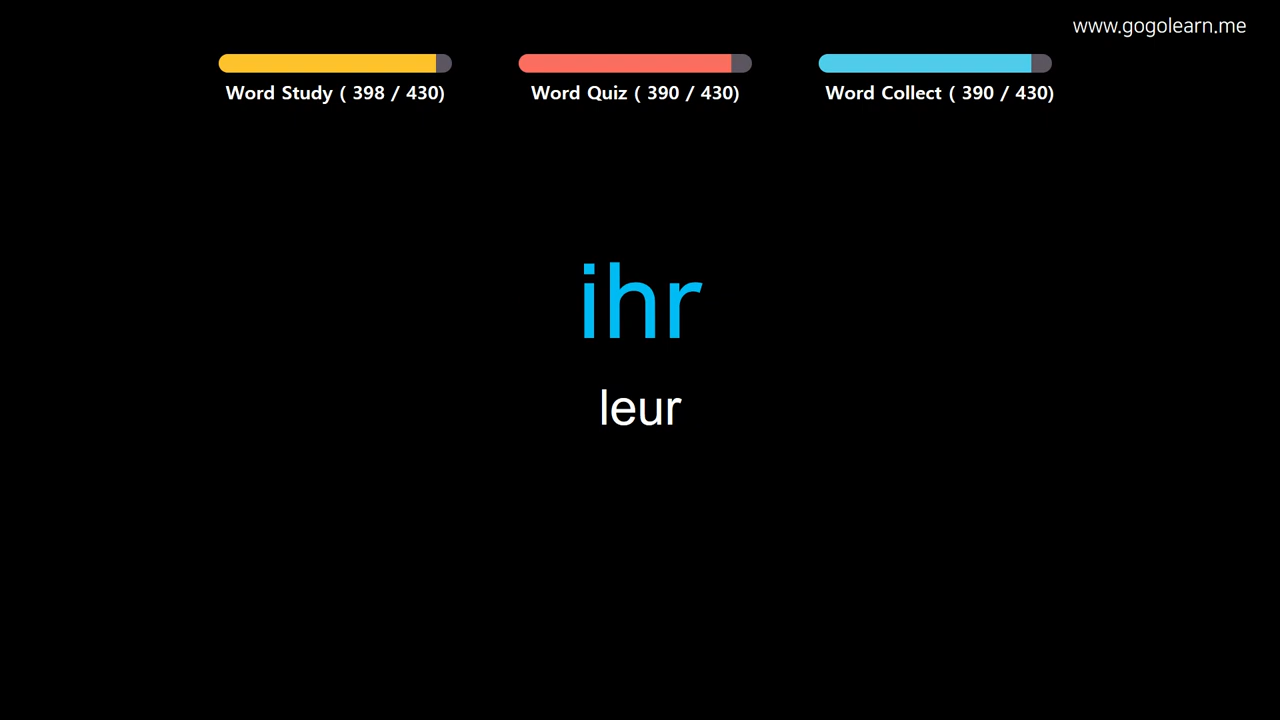 www.gogolearn.me
Word Study ( 398 / 430)
Word Quiz ( 390 / 430)
Word Collect ( 390 / 430)
ihr
leur